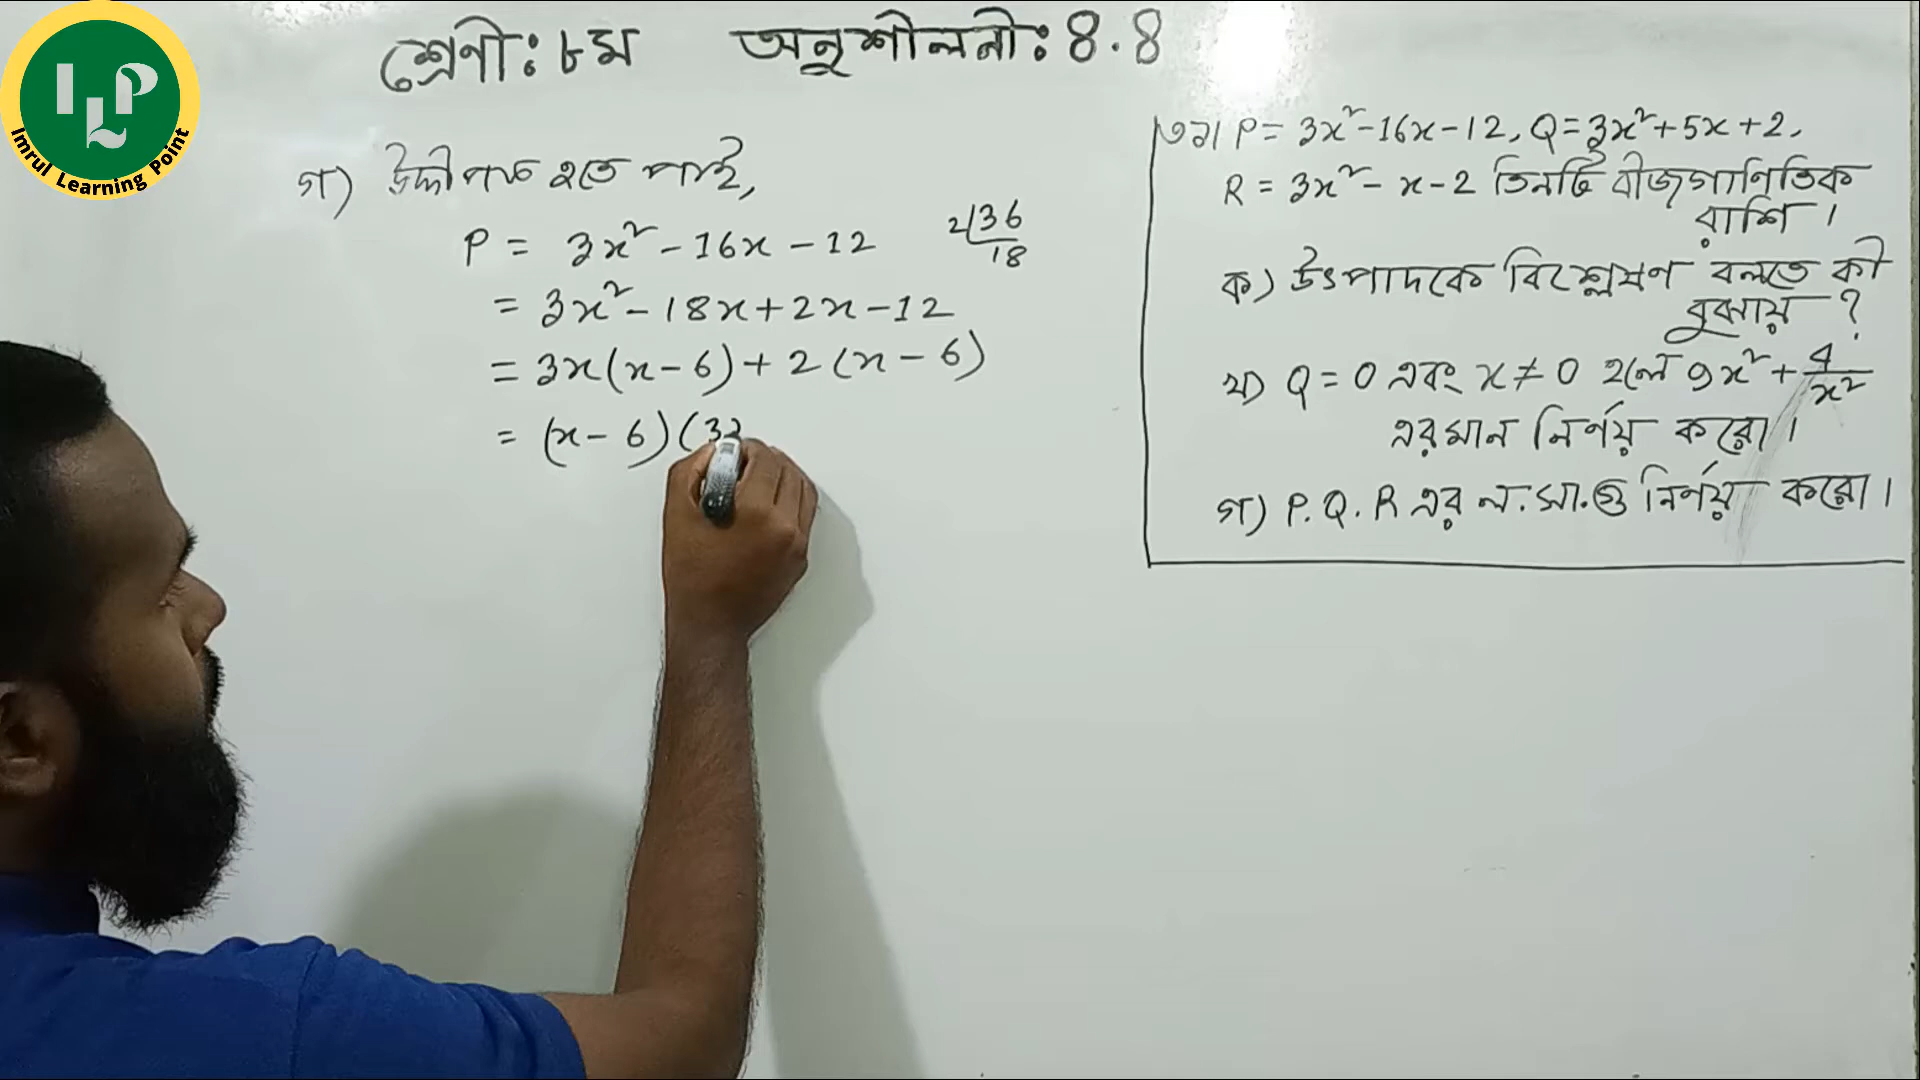 ILP
Imrul Learning Point
শ্রেণী: ৮ম অনুশীলনী: ৪.৪
গ) উদ্দীপক হতে পাই,
P = 3x² - 16x - 12
2|36
18
= 3x² - 18x + 2x - 12
= 3x(x - 6) + 2(x - 6)
= (x - 6)(3
৩৯। P = 3x² - 16x - 12, Q = 3x² + 5x + 2,
R = 3x² - x - 2 তিনটি বীজগাণিতিক
রাশি।
ক) উৎপাদকে বিশ্লেষণ বলতে কী
বুঝায় ?
খ) Q = 0 এবং x ≠ 0 হলে 9x² + 4/x²
এর মান নির্ণয় করো।
গ) P. Q. R এর ল.সা.গু নির্ণয় করো।